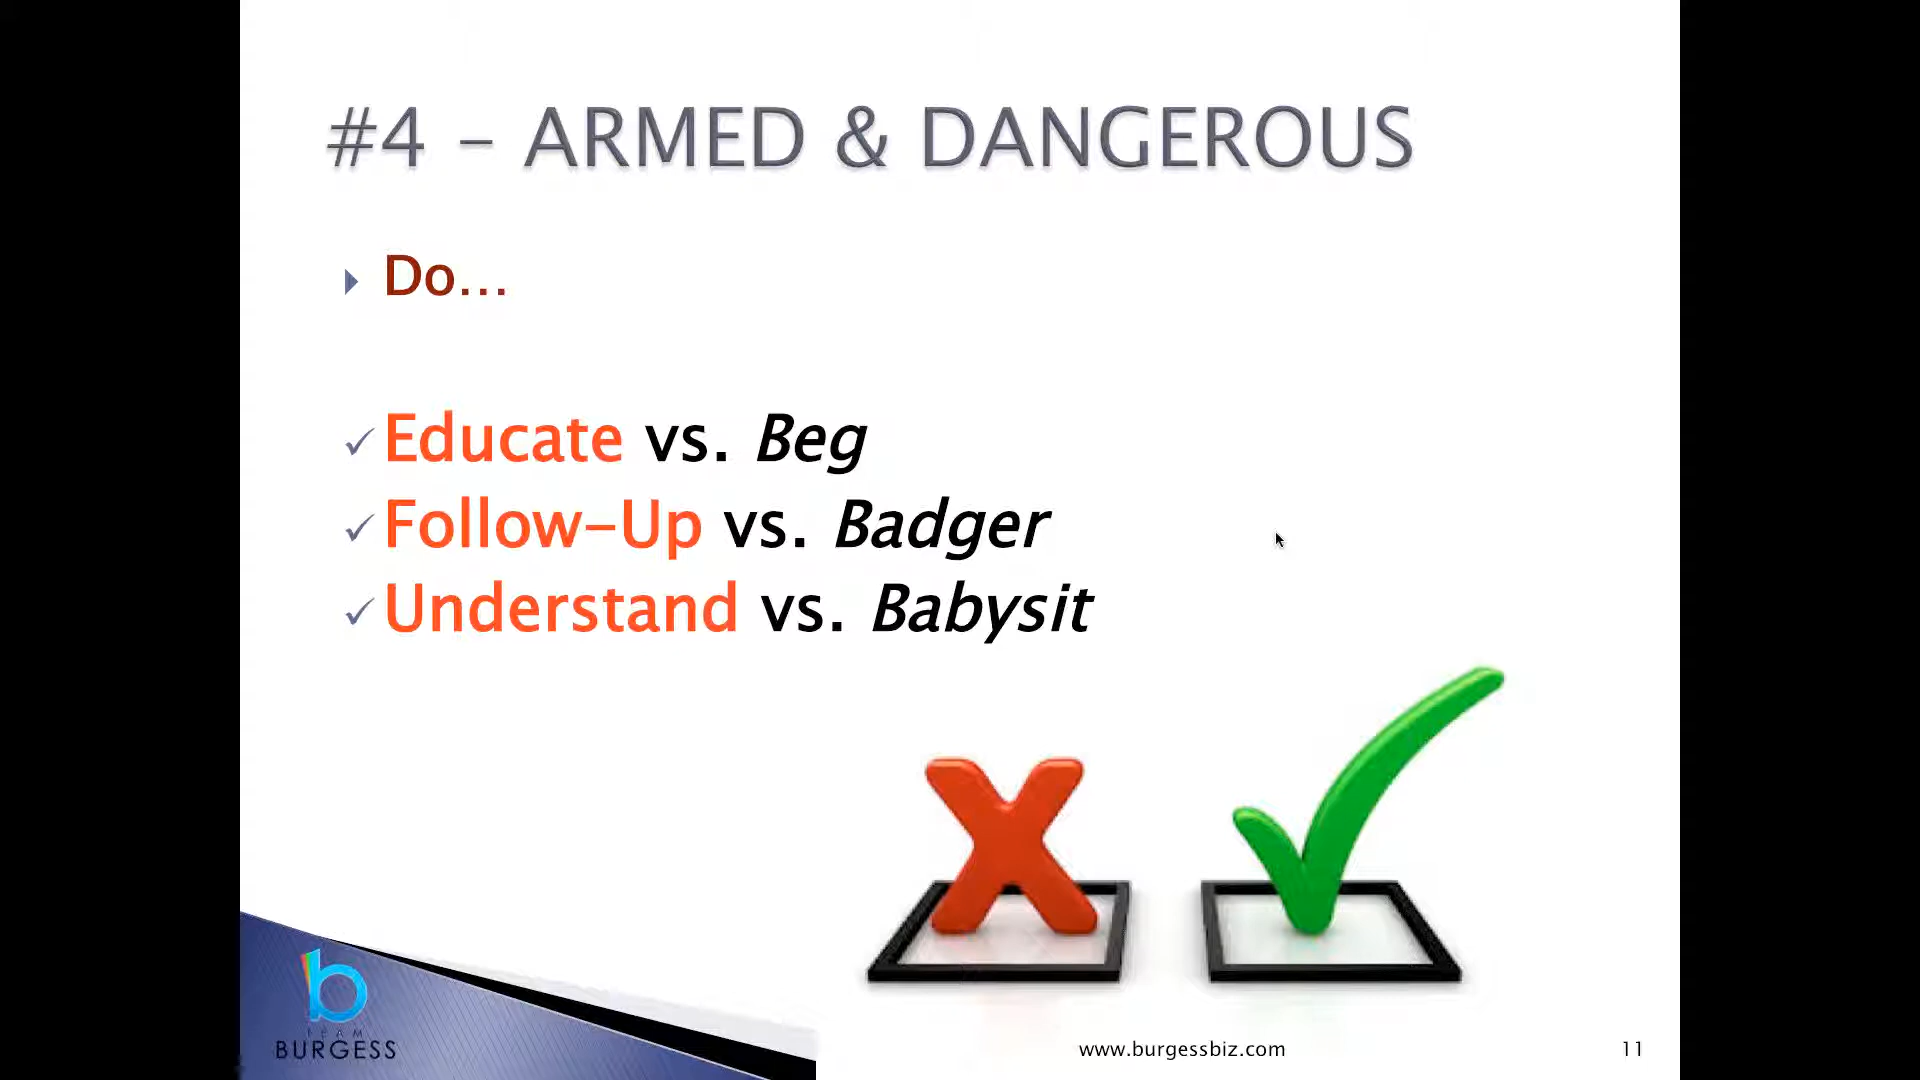 #4 – ARMED & DANGEROUS
Do...
Educate vs. Beg
Follow-Up vs. Badger
Understand vs. Babysit
b
TEAM
BURGESS
www.burgessbiz.com
11